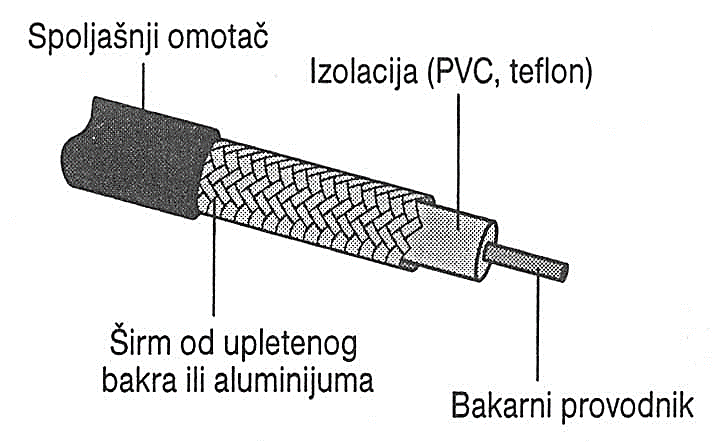 Spoljašnji omotač
Izolacija (PVC, teflon)
Širm od upletenog
bakra ili aluminijuma
Bakarni provodnik